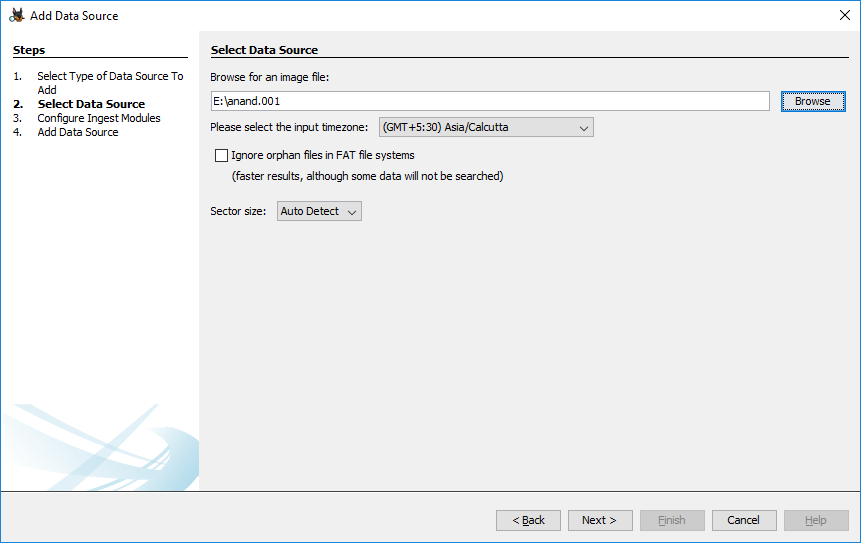 Add Data Source
Steps
1. Select Type of Data Source To
Add
2. Select Data Source
3. Configure Ingest Modules
4. Add Data Source
Select Data Source
Browse for an image file:
E:\anand.001
Browse
Please select the input timezone: (GMT+5:30) Asia/Calcutta
Ignore orphan files in FAT file systems
(faster results, although some data will not be searched)
Sector size: Auto Detect
< Back Next > Finish Cancel Help